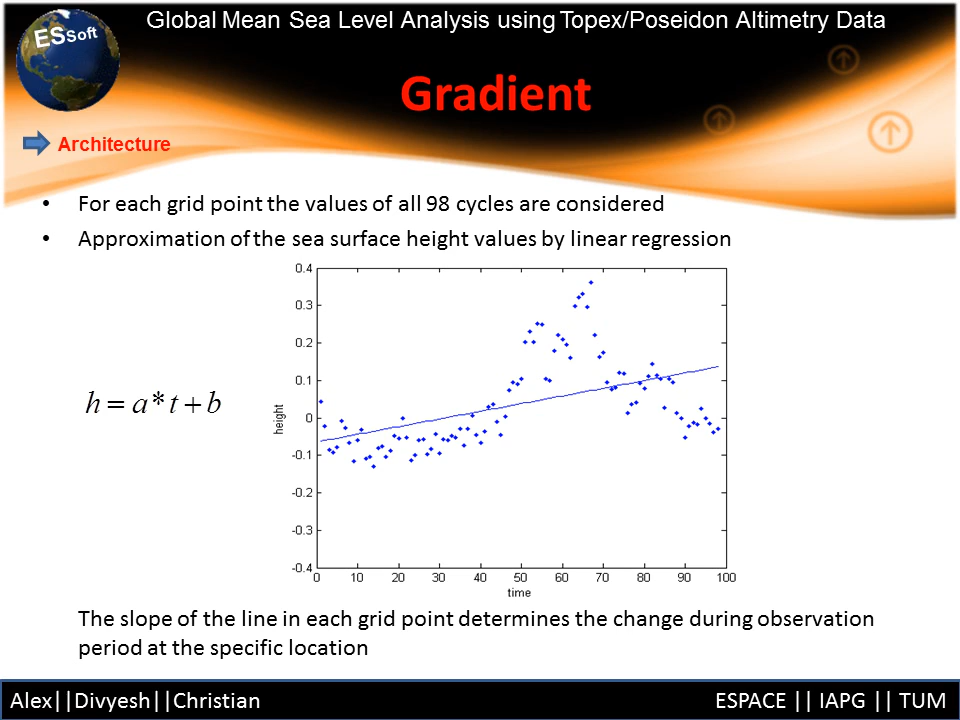 Global Mean Sea Level Analysis using Topex/Poseidon Altimetry Data
ESSoft
Gradient
Architecture
• For each grid point the values of all 98 cycles are considered
• Approximation of the sea surface height values by linear regression
h = a * t + b
0.4
0.3
0.2
0.1
0
-0.1
-0.2
-0.3
-0.4
height
0 10 20 30 40 50 60 70 80 90 100
time
The slope of the line in each grid point determines the change during observation
period at the specific location
Alex||Divyesh||Christian
ESPACE || IAPG || TUM